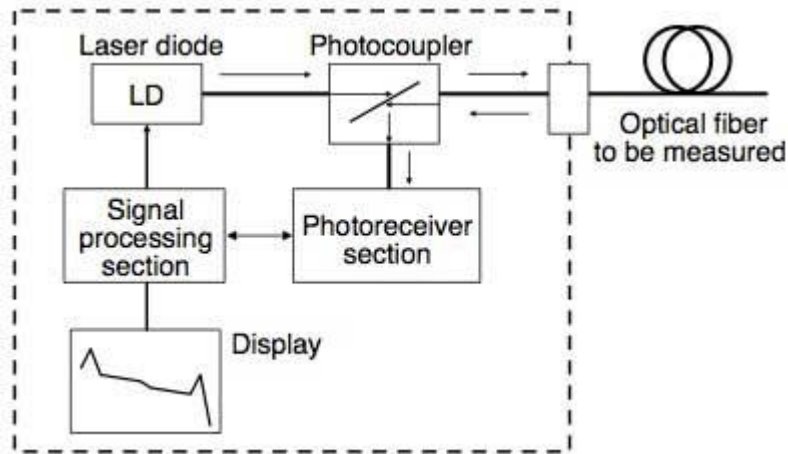 Laser diode
Photocoupler
LD
Optical fiber
to be measured
Signal
processing
section
Photoreceiver
section
Display